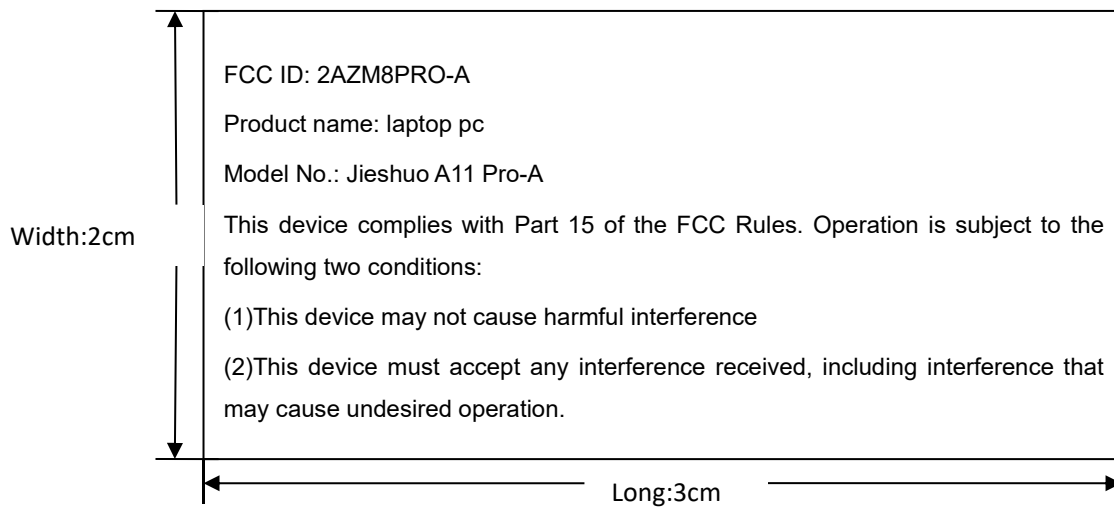 FCC ID: 2AZM8PRO-A
Product name: laptop pc
Model No.: Jieshuo A11 Pro-A
This device complies with Part 15 of the FCC Rules. Operation is subject to the
following two conditions:
(1)This device may not cause harmful interference
(2)This device must accept any interference received, including interference that
may cause undesired operation.
Width:2cm
Long:3cm